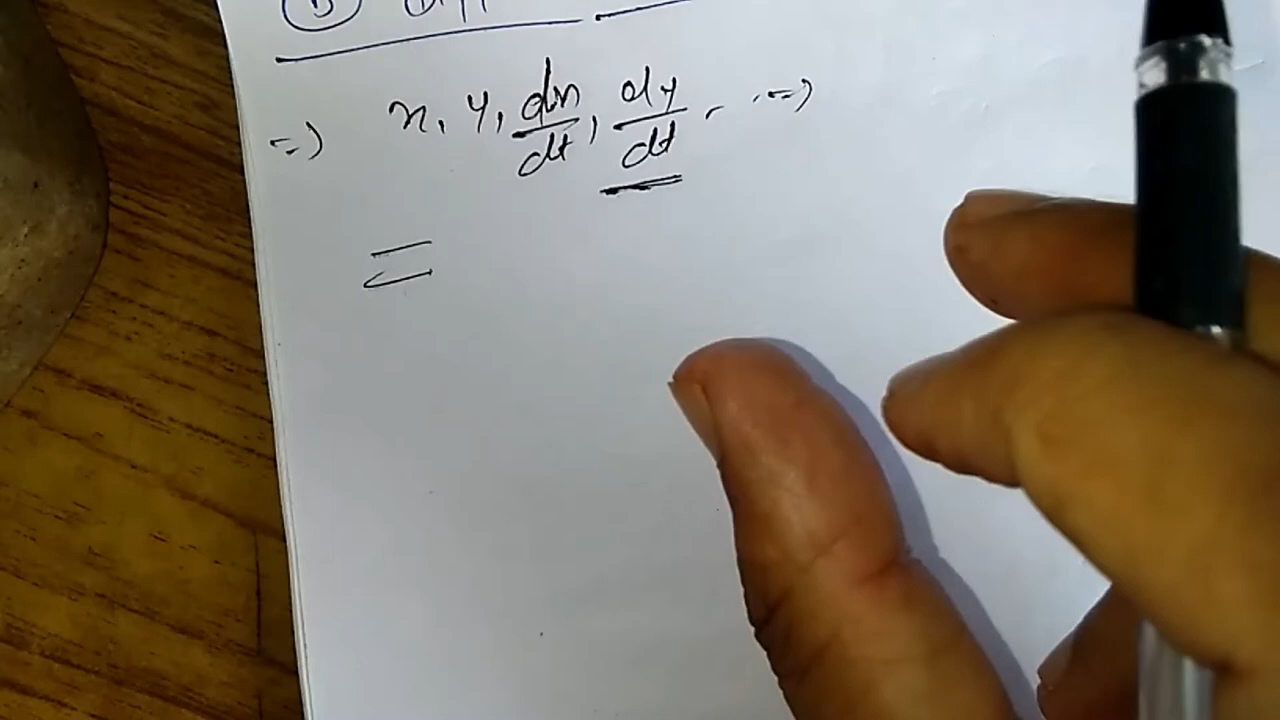 => x, y, dx/dt, dy/dt, - . . =>
=